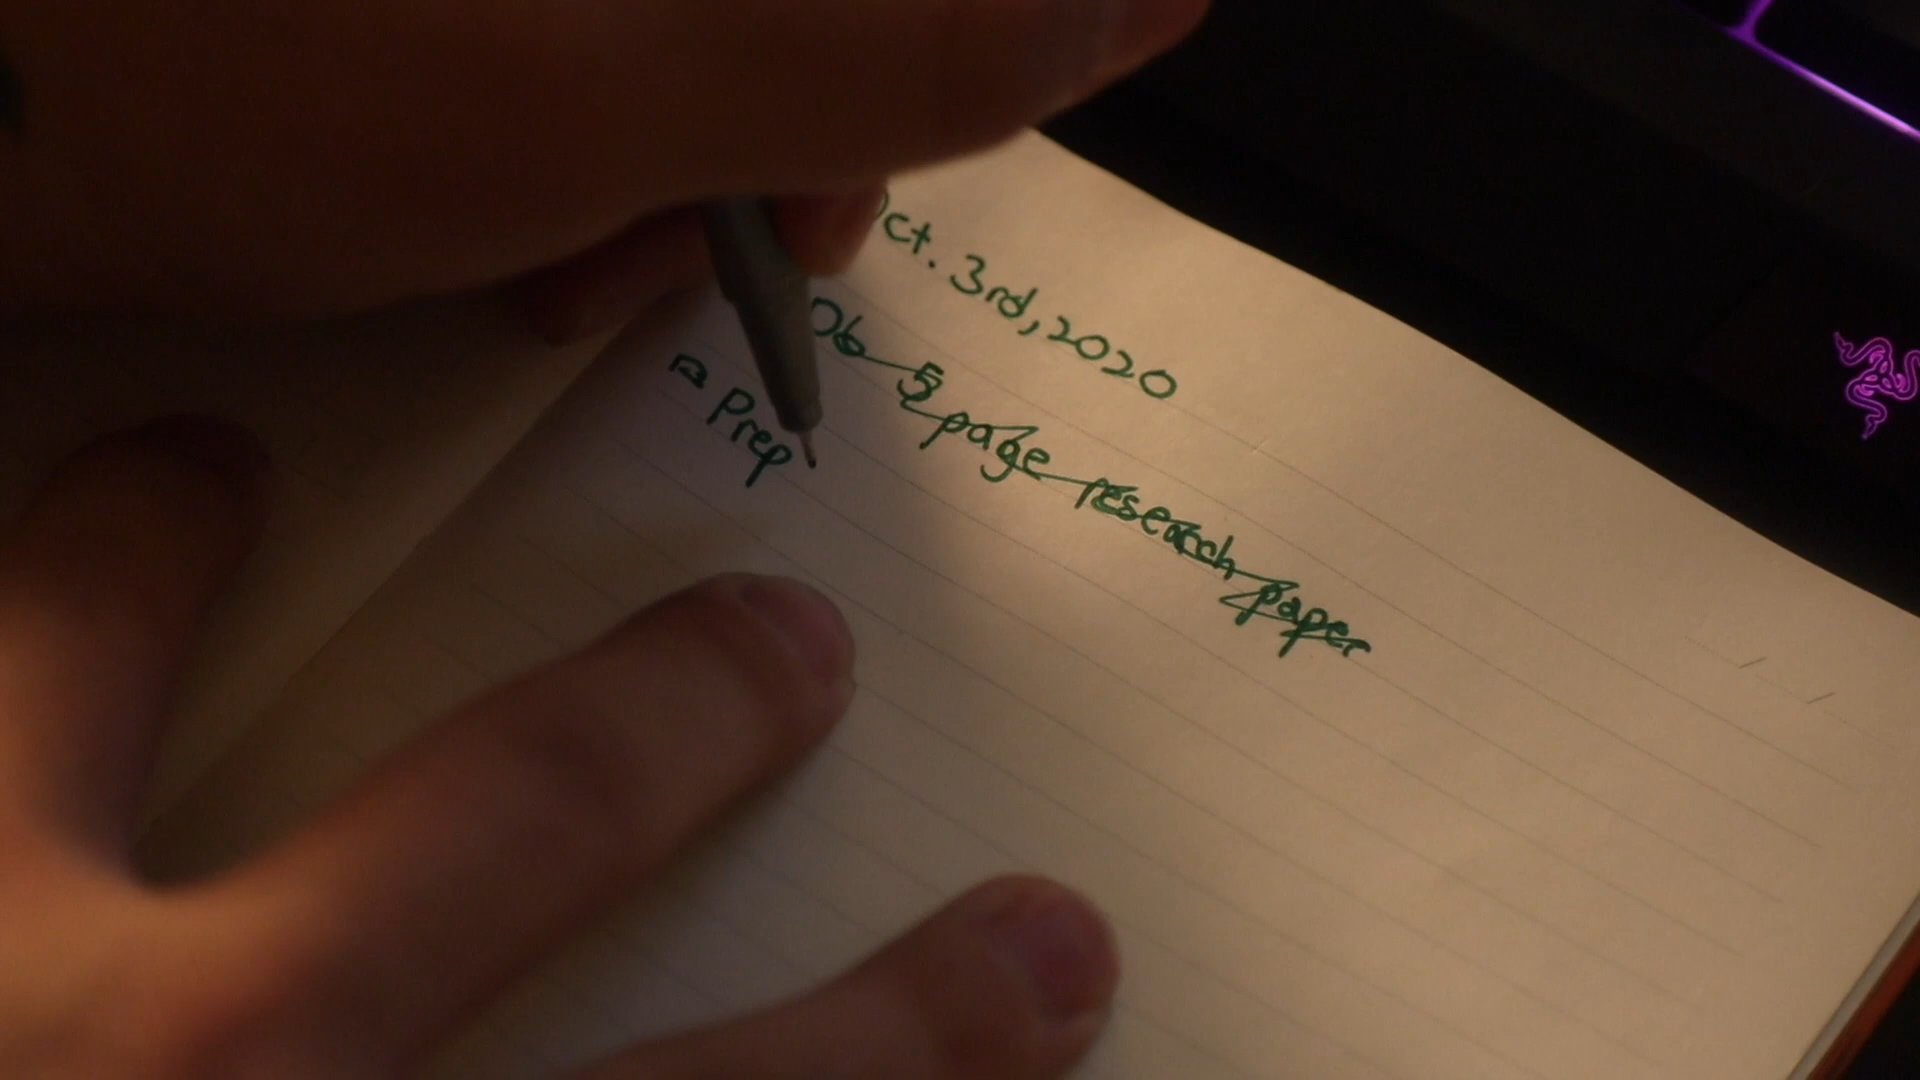 Oct. 3rd, 2020
5 page research paper
Prep